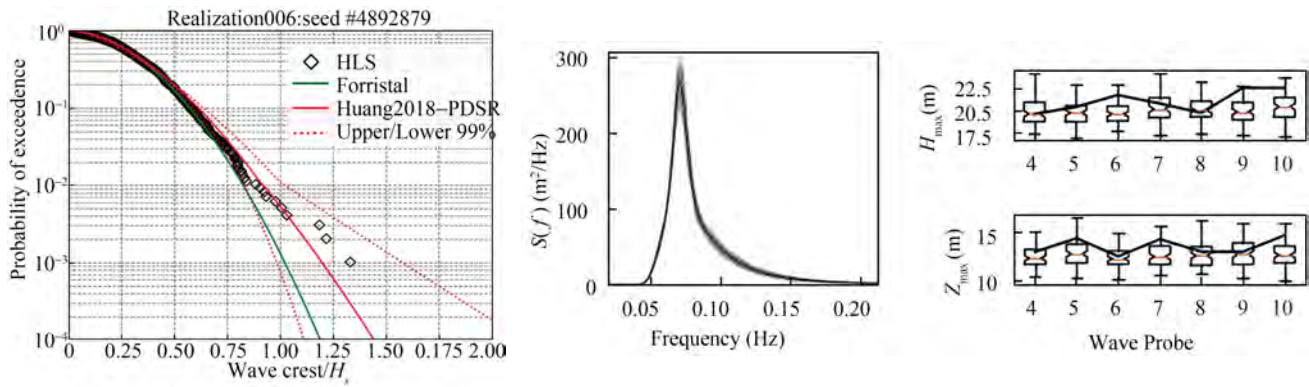 Realization006:seed #4892879
Probability of exceedence
10⁰
10⁻¹
10⁻²
10⁻³
10⁻⁴
HLS
Forristal
Huang2018–PDSR
Upper/Lower 99%
0 0.25 0.50 0.75 1.00 1.25 1.50 0.175 2.00
Wave crest/Hs
S(f) (m²/Hz)
300
200
100
0
0.05 0.10 0.15 0.20
Frequency (Hz)
Hmax(m)
22.5
20.5
17.5
4 5 6 7 8 9 10
Zmax(m)
15
10
4 5 6 7 8 9 10
Wave Probe